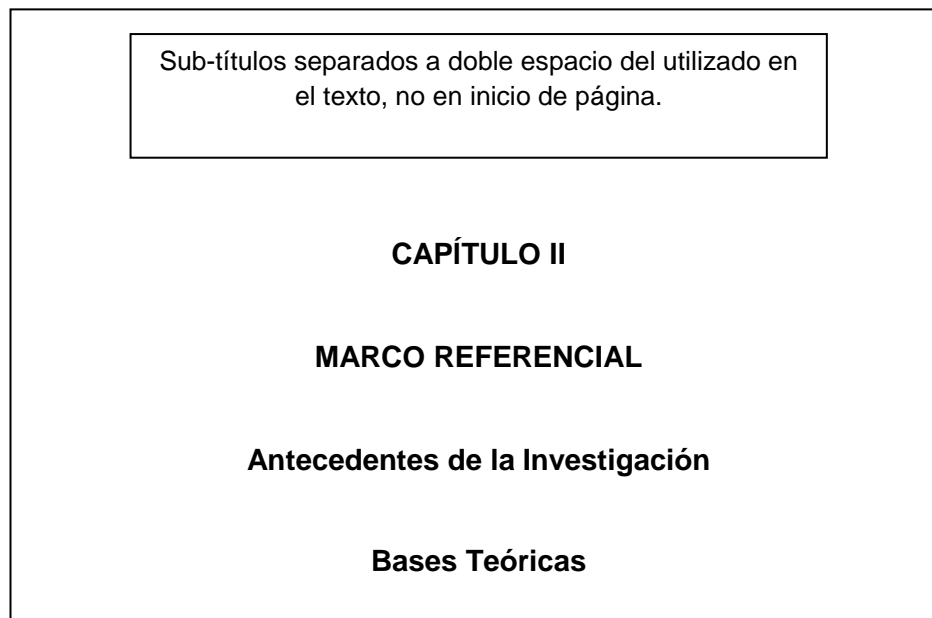 Sub-títulos separados a doble espacio del utilizado en
el texto, no en inicio de página.
CAPÍTULO II
MARCO REFERENCIAL
Antecedentes de la Investigación
Bases Teóricas